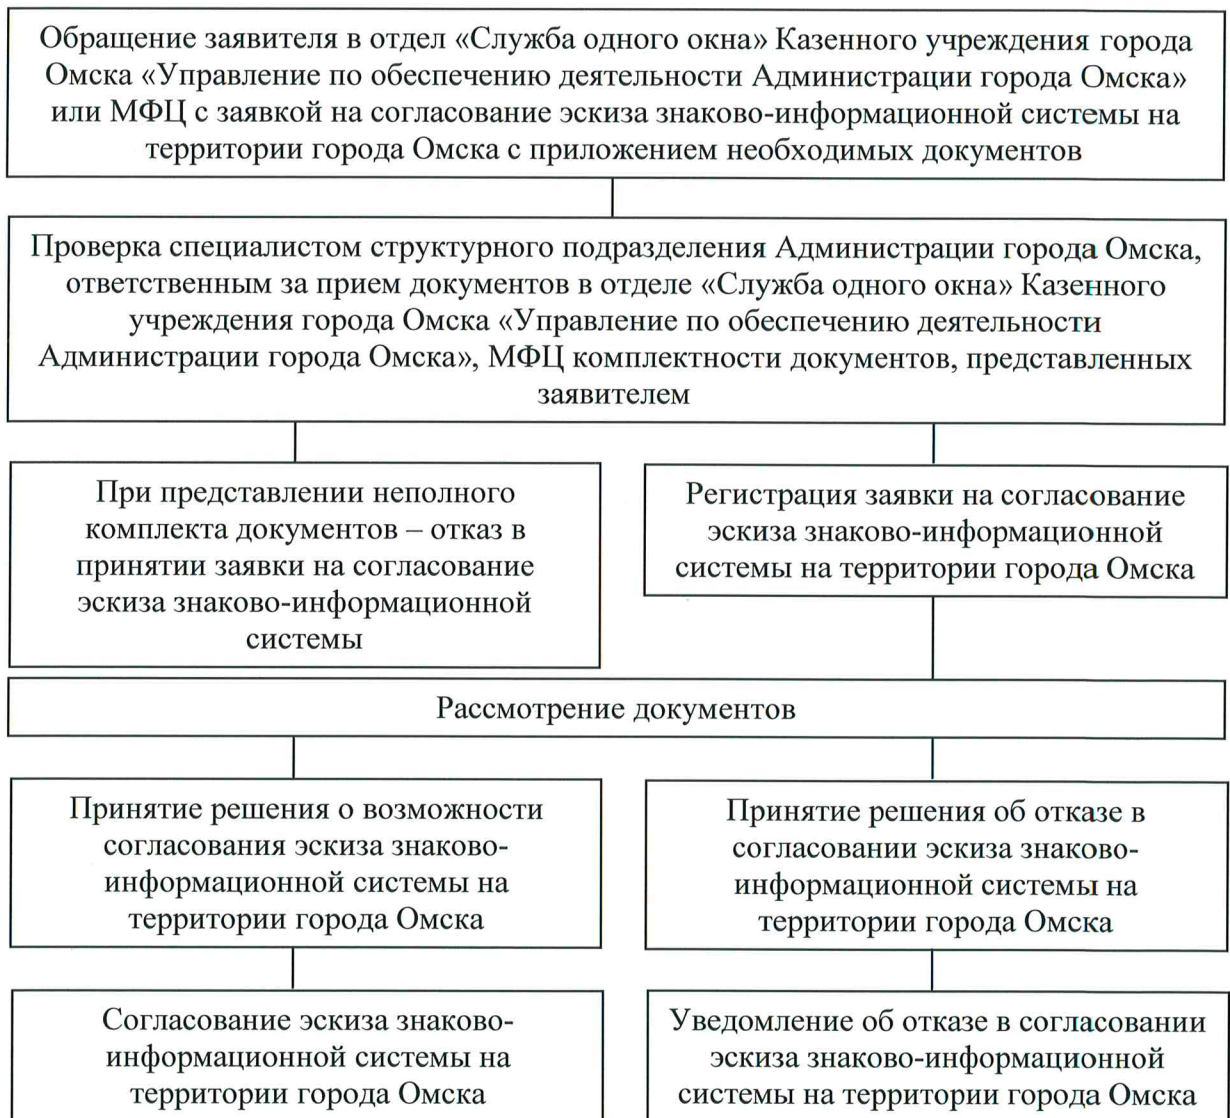 Обращение заявителя в отдел «Служба одного окна» Казенного учреждения города
Омска «Управление по обеспечению деятельности Администрации города Омска»
или МФЦ с заявкой на согласование эскиза знаково-информационной системы на
территории города Омска с приложением необходимых документов
Проверка специалистом структурного подразделения Администрации города Омска,
ответственным за прием документов в отделе «Служба одного окна» Казенного
учреждения города Омска «Управление по обеспечению деятельности
Администрации города Омска», МФЦ комплектности документов, представленных
заявителем
При представлении неполного
комплекта документов – отказ в
принятии заявки на согласование
эскиза знаково-информационной
системы
Регистрация заявки на согласование
эскиза знаково-информационной
системы на территории города Омска
Рассмотрение документов
Принятие решения о возможности
согласования эскиза знаково-
информационной системы на
территории города Омска
Принятие решения об отказе в
согласовании эскиза знаково-
информационной системы на
территории города Омска
Согласование эскиза знаково-
информационной системы на
территории города Омска
Уведомление об отказе в согласовании
эскиза знаково-информационной
системы на территории города Омска